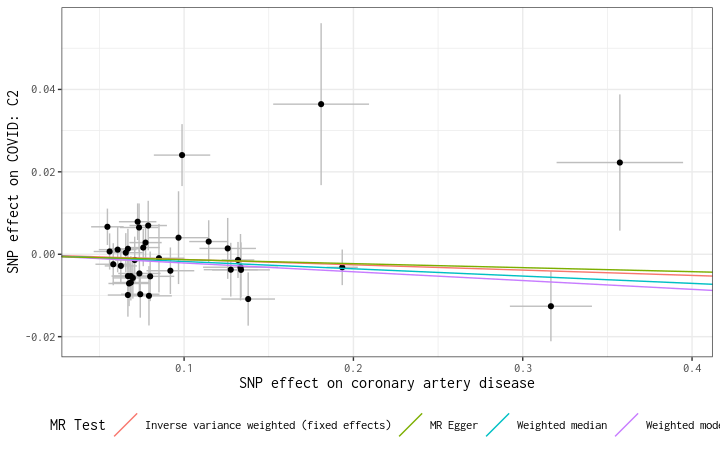 SNP effect on COVID: C2
0.04
0.02
0.00
-0.02
0.1 0.2 0.3 0.4
SNP effect on coronary artery disease
MR Test Inverse variance weighted (fixed effects) MR Egger Weighted median Weighted mode